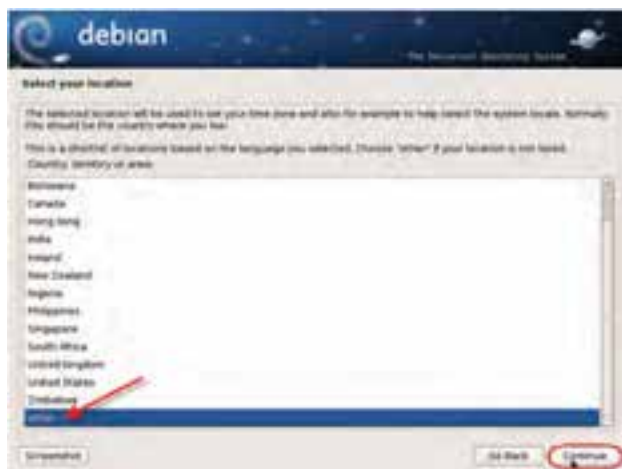 debian
Select your location
The selected location will be used to set your time zone and also for example to help select the system locale. Normally
this should be the country where you live.
This is a shortlist of locations based on the language you selected. Choose "other" if your location is not listed.
Country, territory or area:
Botswana
Canada
Hong Kong
India
Ireland
New Zealand
Nigeria
Philippines
Singapore
South Africa
United Kingdom
United States
Zimbabwe
other
Screenshot
Go Back
Continue